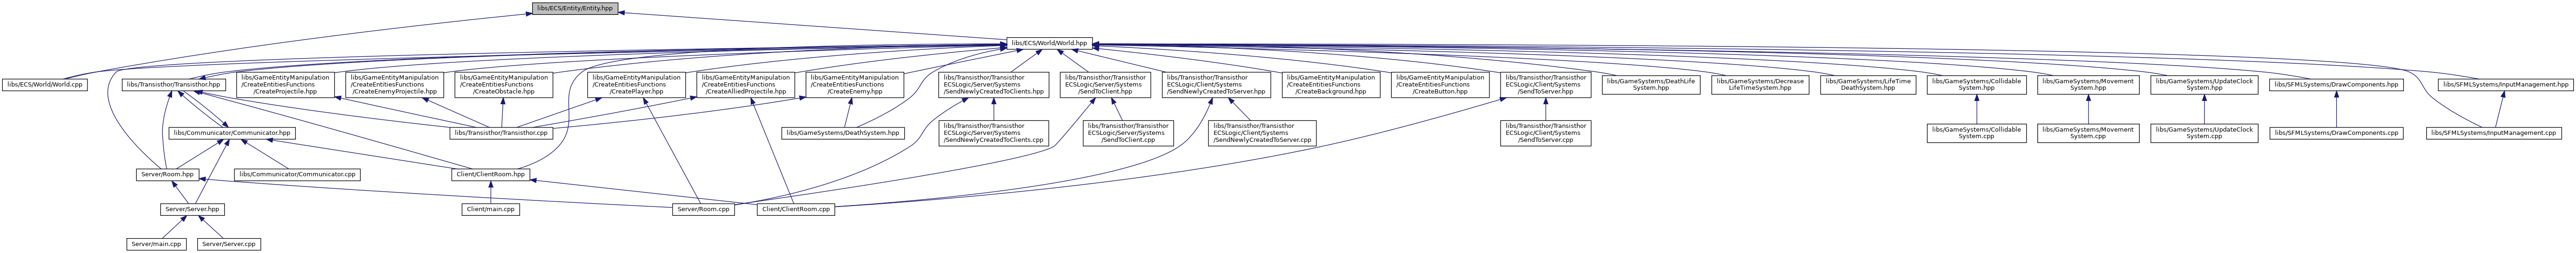 libs/ECS/Entity/Entity.hpp
libs/ECS/World/World.hpp
libs/ECS/World/World.cpp
libs/Transisthor/Transisthor.hpp
libs/GameEntityManipulation
/CreateEntitiesFunctions
/CreateProjectile.hpp
libs/GameEntityManipulation
/CreateEntitiesFunctions
/CreateEnemyProjectile.hpp
libs/GameEntityManipulation
/CreateEntitiesFunctions
/CreateObstacle.hpp
libs/GameEntityManipulation
/CreateEntitiesFunctions
/CreatePlayer.hpp
libs/GameEntityManipulation
/CreateEntitiesFunctions
/CreateAlliedProjectile.hpp
libs/GameEntityManipulation
/CreateEntitiesFunctions
/CreateEnemy.hpp
libs/Transisthor/Transisthor
ECSLogic/Server/Systems
/SendNewlyCreatedToClients.hpp
libs/Transisthor/Transisthor
ECSLogic/Server/Systems
/SendToClient.hpp
libs/Transisthor/Transisthor
ECSLogic/Client/Systems
/SendNewlyCreatedToServer.hpp
libs/GameEntityManipulation
/CreateEntitiesFunctions
/CreateBackground.hpp
libs/GameEntityManipulation
/CreateEntitiesFunctions
/CreateButton.hpp
libs/Transisthor/Transisthor
ECSLogic/Client/Systems
/SendToServer.hpp
libs/GameSystems/DeathLife
System.hpp
libs/GameSystems/Decrease
LifeTimeSystem.hpp
libs/GameSystems/LifeTime
DeathSystem.hpp
libs/GameSystems/Collidable
System.hpp
libs/GameSystems/Movement
System.hpp
libs/GameSystems/UpdateClock
System.hpp
libs/SFMLSystems/DrawComponents.hpp
libs/SFMLSystems/InputManagement.hpp
libs/Communicator/Communicator.hpp
libs/Transisthor/Transisthor.cpp
libs/GameSystems/DeathSystem.hpp
libs/Transisthor/Transisthor
ECSLogic/Server/Systems
/SendNewlyCreatedToClients.cpp
libs/Transisthor/Transisthor
ECSLogic/Server/Systems
/SendToClient.cpp
libs/Transisthor/Transisthor
ECSLogic/Client/Systems
/SendNewlyCreatedToServer.cpp
libs/Transisthor/Transisthor
ECSLogic/Client/Systems
/SendToServer.cpp
libs/GameSystems/Collidable
System.cpp
libs/GameSystems/Movement
System.cpp
libs/GameSystems/UpdateClock
System.cpp
libs/SFMLSystems/DrawComponents.cpp
libs/SFMLSystems/InputManagement.cpp
Server/Room.hpp
libs/Communicator/Communicator.cpp
Client/ClientRoom.hpp
Server/Server.hpp
Client/main.cpp
Server/Room.cpp
Client/ClientRoom.cpp
Server/main.cpp
Server/Server.cpp